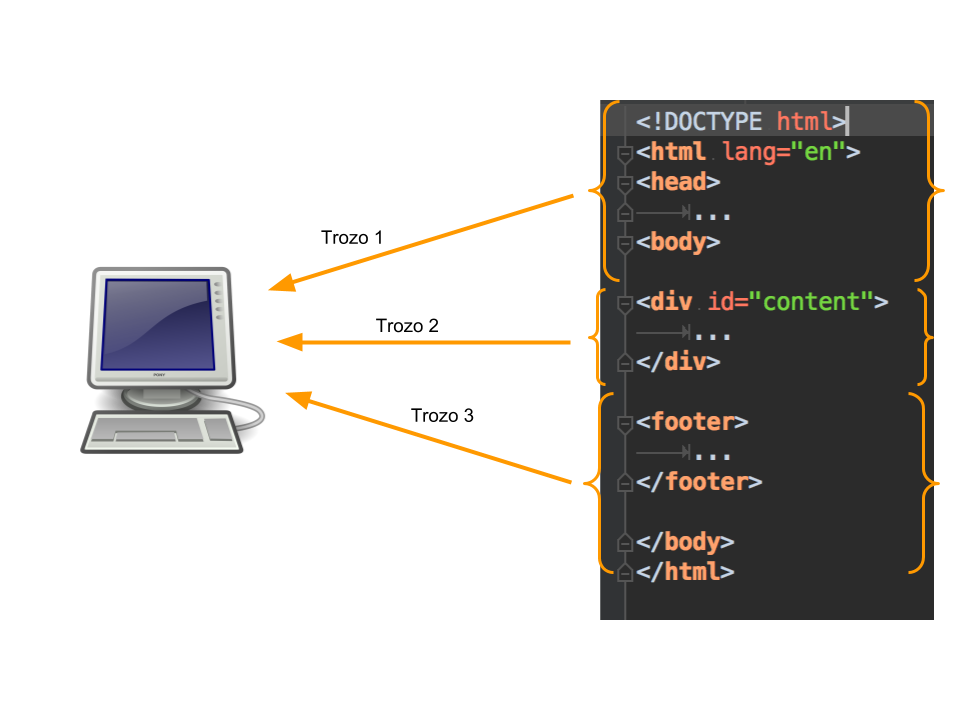 Trozo 1
Trozo 2
Trozo 3
<!DOCTYPE html>
<html lang="en">
<head>
...
<body>
<div id="content">
...
</div>
<footer>
...
</footer>
</body>
</html>